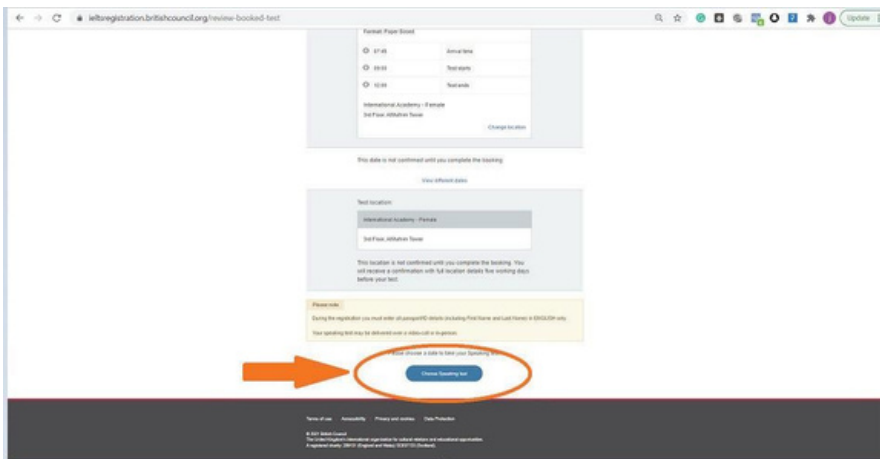 ieltsregistration.britishcouncil.org/review-booked-test
Update
Format: Paper Based
07:45 Arrival time
Test starts
Test ends
International Academy - Female
3rd Floor, AlMuhrin Tower
Change location
This date is not confirmed until you complete the booking.
View different dates
Test location:
International Academy - Female
3rd Floor, AlMuhrin Tower
This location is not confirmed until you complete the booking. You
will receive a confirmation with full location details five working days
before your test.
Please note
During the registration you must enter all passport/ID details (including First Name and Last Name) in ENGLISH only.
Your speaking test may be delivered over a video-call or in-person.
Please choose a date to take your Speaking test
Choose Speaking test
Terms of use Accessibility Privacy and cookies Data Protection
© 2021 British Council
The United Kingdom's international organisation for cultural relations and educational opportunities.
A registered charity: 209131 (England and Wales) SC037733 (Scotland).